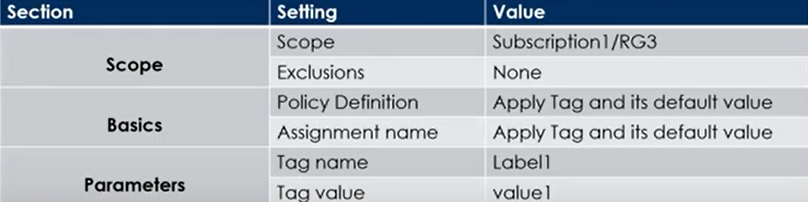 Section Setting Value
Scope Scope Subscription1/RG3
Exclusions None
Basics Policy Definition Apply Tag and its default value
Assignment name Apply Tag and its default value
Parameters Tag name Label1
Tag value value1